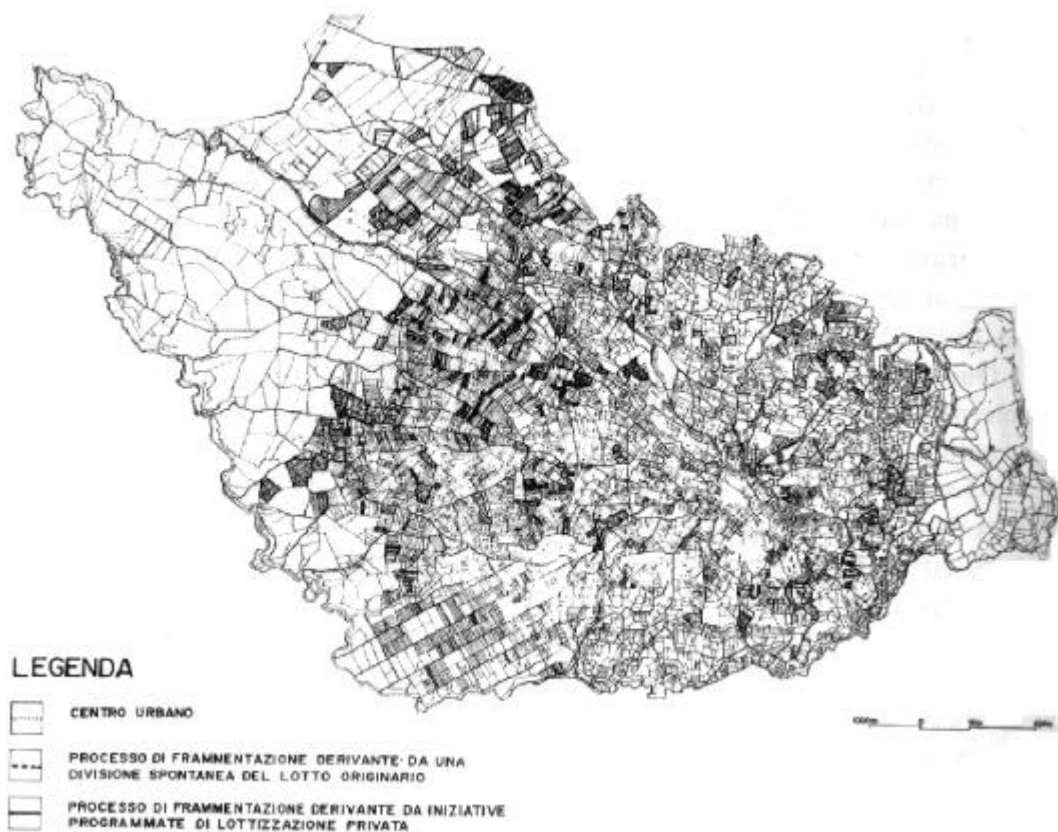 LEGENDA
CENTRO URBANO
PROCESSO DI FRAMMENTAZIONE DERIVANTE DA UNA
DIVISIONE SPONTANEA DEL LOTTO ORIGINARIO
PROCESSO DI FRAMMENTAZIONE DERIVANTE DA INIZIATIVE
PROGRAMMATE DI LOTTIZZAZIONE PRIVATA
0